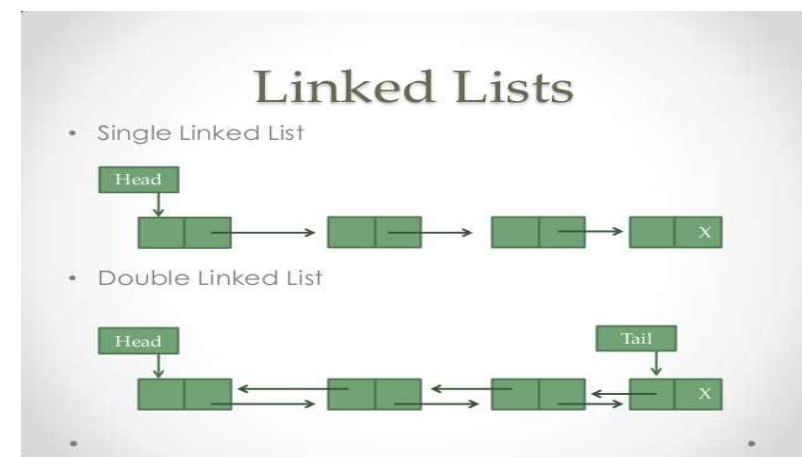 Linked Lists
• Single Linked List
Head
X
• Double Linked List
Head
Tail
X